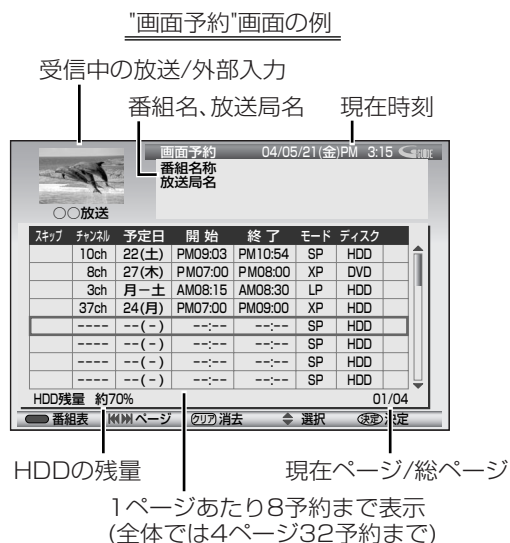 "画面予約"画面の例
受信中の放送/外部入力
番組名、放送局名 現在時刻
画面予約 04/05/21(金)PM 3:15 GUIDE
番組名称
放送局名
○○放送
スキップ チャンネル 予定日 開 始 終 了 モード ディスク
10ch 22(土) PM09:03 PM10:54 SP HDD
8ch 27(木) PM07:00 PM08:00 XP DVD
3ch 月ー土 AM08:15 AM08:30 LP HDD
37ch 24(月) PM07:00 PM09:00 XP HDD
---- --(-) --:-- --:-- SP HDD
---- --(-) --:-- --:-- SP HDD
---- --(-) --:-- --:-- SP HDD
---- --(-) --:-- --:-- SP HDD
HDD残量 約70% 01/04
番組表 ページ クリア 消去 選択 決定 決定
HDDの残量 現在ページ/総ページ
1ページあたり8予約まで表示
(全体では4ページ32予約まで)